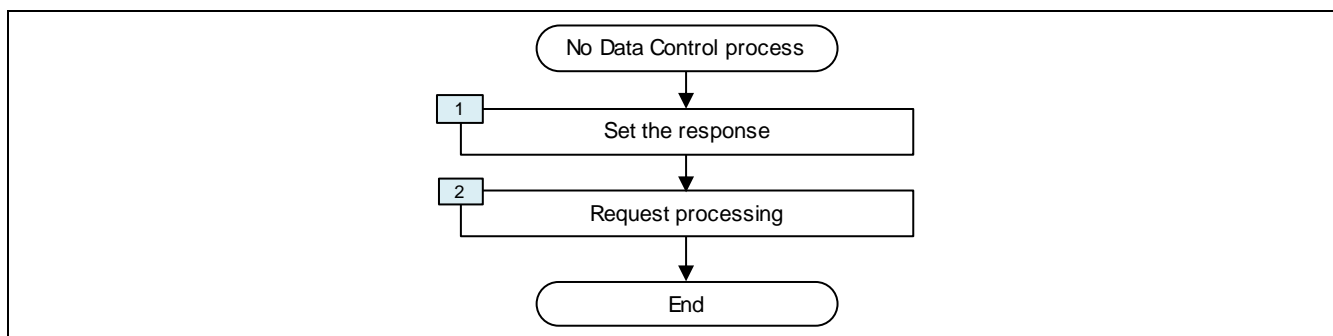 No Data Control process
1
Set the response
2
Request processing
End